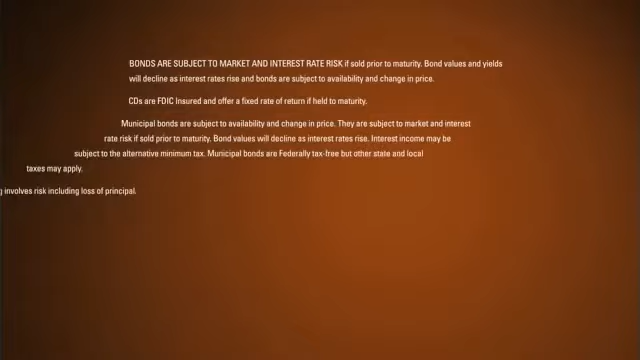 BONDS ARE SUBJECT TO MARKET AND INTEREST RATE RISK if sold prior to maturity. Bond values and yields
will decline as interest rates rise and bonds are subject to availability and change in price.
CDs are FDIC Insured and offer a fixed rate of return if held to maturity.
Municipal bonds are subject to availability and change in price. They are subject to market and interest
rate risk if sold prior to maturity. Bond values will decline as interest rates rise. Interest income may be
subject to the alternative minimum tax. Municipal bonds are Federally tax-free but other state and local
taxes may apply.
involves risk including loss of principal.